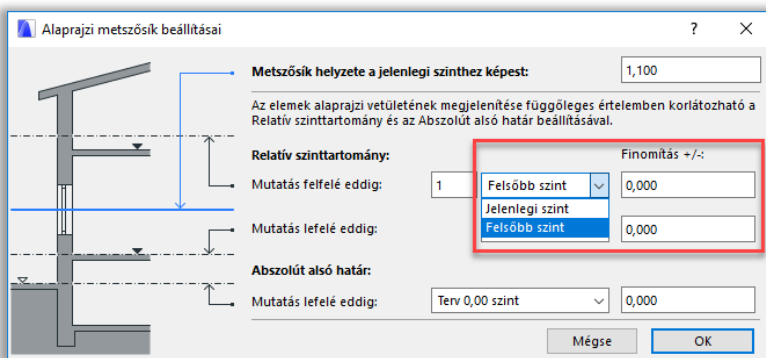 Alaprajzi metszősík beállításai
Metszősík helyzete a jelenlegi szinthez képest: 1,100
Az elemek alaprajzi vetületének megjelenítése függőleges értelemben korlátozható a
Relatív szinttartomány és az Abszolút alsó határ beállításával.
Relatív szinttartomány: Finomítás +/-:
Mutatás felfelé eddig: 1 Felsőbb szint 0,000
Jelenlegi szint
Felsőbb szint
Mutatás lefelé eddig: 0,000
Abszolút alsó határ:
Mutatás lefelé eddig: Terv 0,00 szint 0,000
Mégse OK